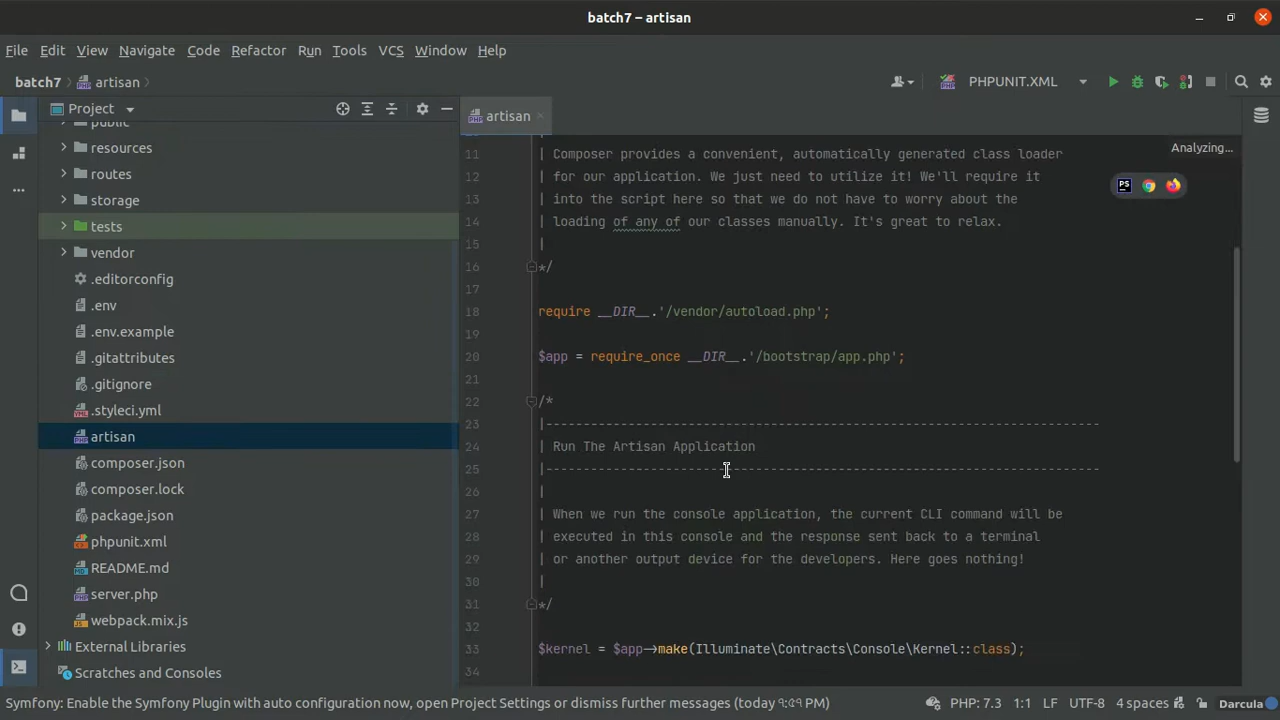 batch7 – artisan
File Edit View Navigate Code Refactor Run Tools VCS Window Help
batch7 artisan PHPUNIT.XML
Project
artisan
public
resources
routes
storage
tests
vendor
.editorconfig
.env
.env.example
.gitattributes
.gitignore
.styleci.yml
artisan
composer.json
composer.lock
package.json
phpunit.xml
README.md
server.php
webpack.mix.js
External Libraries
Scratches and Consoles
Analyzing...
11 | Composer provides a convenient, automatically generated class loader
12 | for our application. We just need to utilize it! We'll require it
13 | into the script here so that we do not have to worry about the
14 | loading of any of our classes manually. It's great to relax.
15 |
16 */
17
18 require __DIR__.'/vendor/autoload.php';
19
20 $app = require_once __DIR__.'/bootstrap/app.php';
21
22 /*
23 |--------------------------------------------------------------------------
24 | Run The Artisan Application
25 |--------------------------------------------------------------------------
26 |
27 | When we run the console application, the current CLI command will be
28 | executed in this console and the response sent back to a terminal
29 | or another output device for the developers. Here goes nothing!
30 |
31 */
32
33 $kernel = $app->make(Illuminate\Contracts\Console\Kernel::class);
34
Symfony: Enable the Symfony Plugin with auto configuration now, open Project Settings or dismiss further messages (today ९:५१ PM) PHP: 7.3 1:1 LF UTF-8 4 spaces Darcula